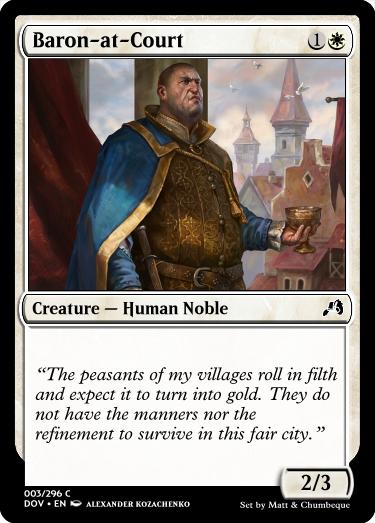 Baron-at-Court 1
Creature — Human Noble
“The peasants of my villages roll in filth
and expect it to turn into gold. They do
not have the manners nor the
refinement to survive in this fair city.”
2/3
003/296 C
DOV • EN ALEXANDER KOZACHENKO
Set by Matt & Chumbeque